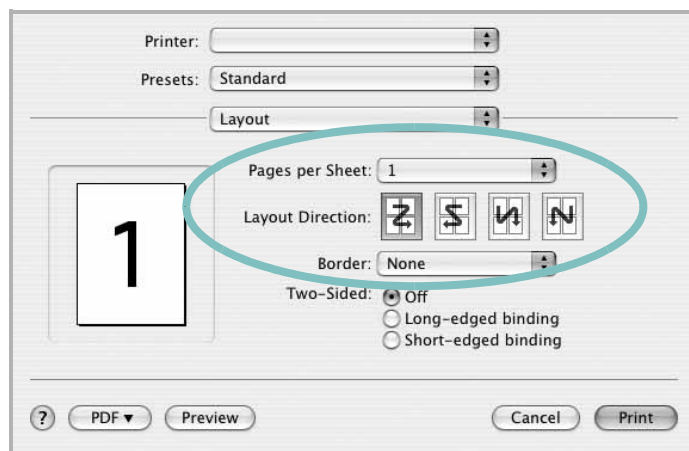 Printer:
Presets: Standard
Layout
Pages per Sheet: 1
1
Layout Direction:
Border: None
Two-Sided: Off
Long-edged binding
Short-edged binding
? PDF▼ Preview Cancel Print